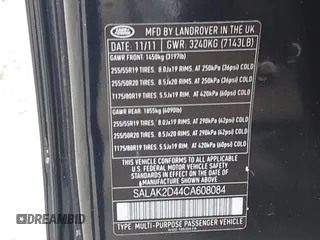 LAND ROVER
MFD BY LANDROVER IN THE UK
DATE: 11/11 GWR: 3240KG (7143LB)
GAWR FRONT: 1450kg (3197lb)
255/55R19 TIRES. 8.0Jx19 RIMS. AT 250kPa (36psi) COLD
255/50R20 TIRES. 8.5Jx20 RIMS. AT 250kPa (36psi) COLD
T175/80R19 TIRES. 5.5Jx19 RIMS. AT 420kPa (60psi) COLD
GAWR REAR: 1855kg (4090lb)
255/55R19 TIRES. 8.0Jx19 RIMS. AT 290kPa (42psi) COLD
255/50R20 TIRES. 8.5Jx20 RIMS. AT 290kPa (42psi) COLD
T175/80R19 TIRES. 5.5Jx19 RIMS. AT 420kPa (60psi) COLD
THIS VEHICLE CONFORMS TO ALL APPLICABLE
U.S. FEDERAL MOTOR VEHICLE SAFETY
STANDARDS IN EFFECT ON THE DATE OF
MANUFACTURE SHOWN ABOVE
SALAK2D44CA608084
TYPE: MULTI-PURPOSE PASSENGER VEHICLE